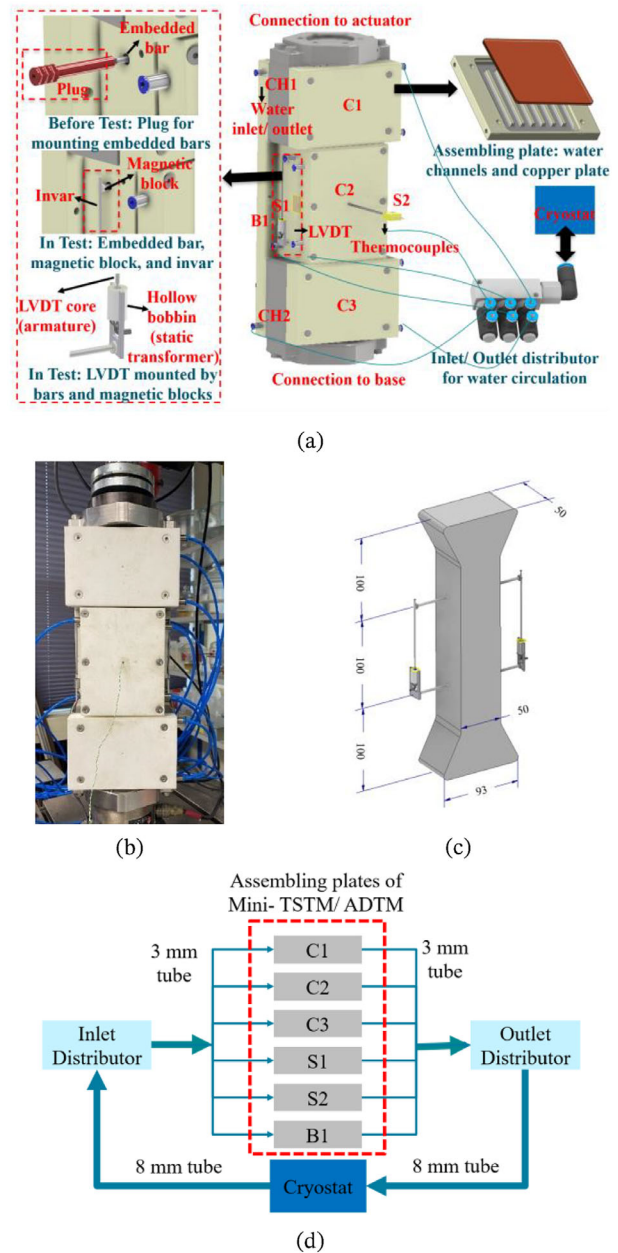 Embedded
bar
Plug
Before Test: Plug for
mounting embedded bars
Magnetic
block
Invar
In Test: Embedded bar,
magnetic block, and invar
LVDT core
(armature)
Hollow
bobbin
(static
transformer)
In Test: LVDT mounted by
bars and magnetic blocks
Connection to actuator
CH1
Water
inlet/ outlet
C1
C2
S1
S2
B1
LVDT
Thermocouples
C3
CH2
Connection to base
Assembling plate: water
channels and copper plate
Cryostat
Inlet/ Outlet distributor
for water circulation
(a)
(b)
50
100
100
100
50
93
(c)
Assembling plates of
Mini- TSTM/ ADTM
3 mm
tube
C1
C2
C3
S1
S2
B1
3 mm
tube
Inlet
Distributor
Outlet
Distributor
8 mm tube
Cryostat
8 mm tube
(d)